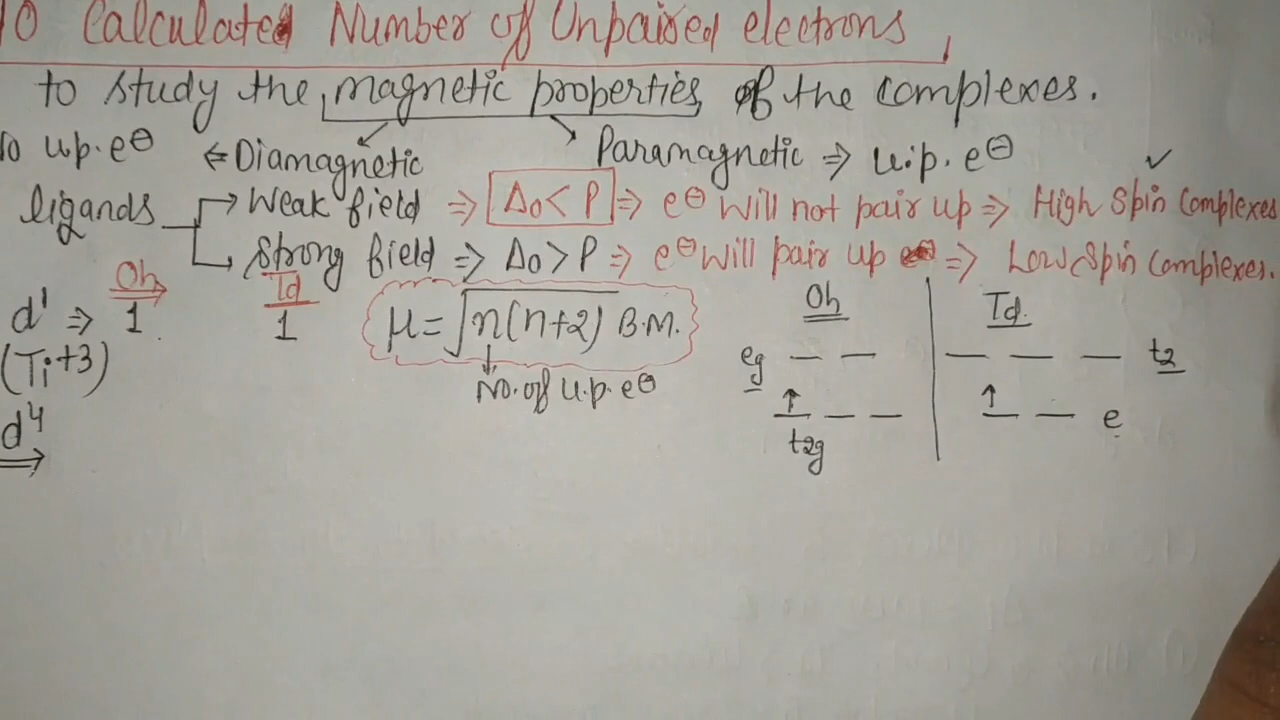 To Calculated Number of Unpaired electrons,
to study the magnetic properties of the complexes.
No u.p. e⊖ ⇐ Diamagnetic Paramagnetic ⇒ u.p. e⊖ ✓
ligands → Weak field ⇒ Δo < P ⇒ e⊖ will not pair up ⇒ High Spin Complexes
→ Strong field ⇒ Δo > P ⇒ e⊖ will pair up ⇒ Low Spin Complexes.
Oh Td
d¹ ⇒ 1 1
(Ti+3)
d⁴ ⇒
μ = √n(n+2) B.M.
No. of u.p. e⊖
Oh Td.
eg — — — — — t2
↑ — — ↑ — e
t2g